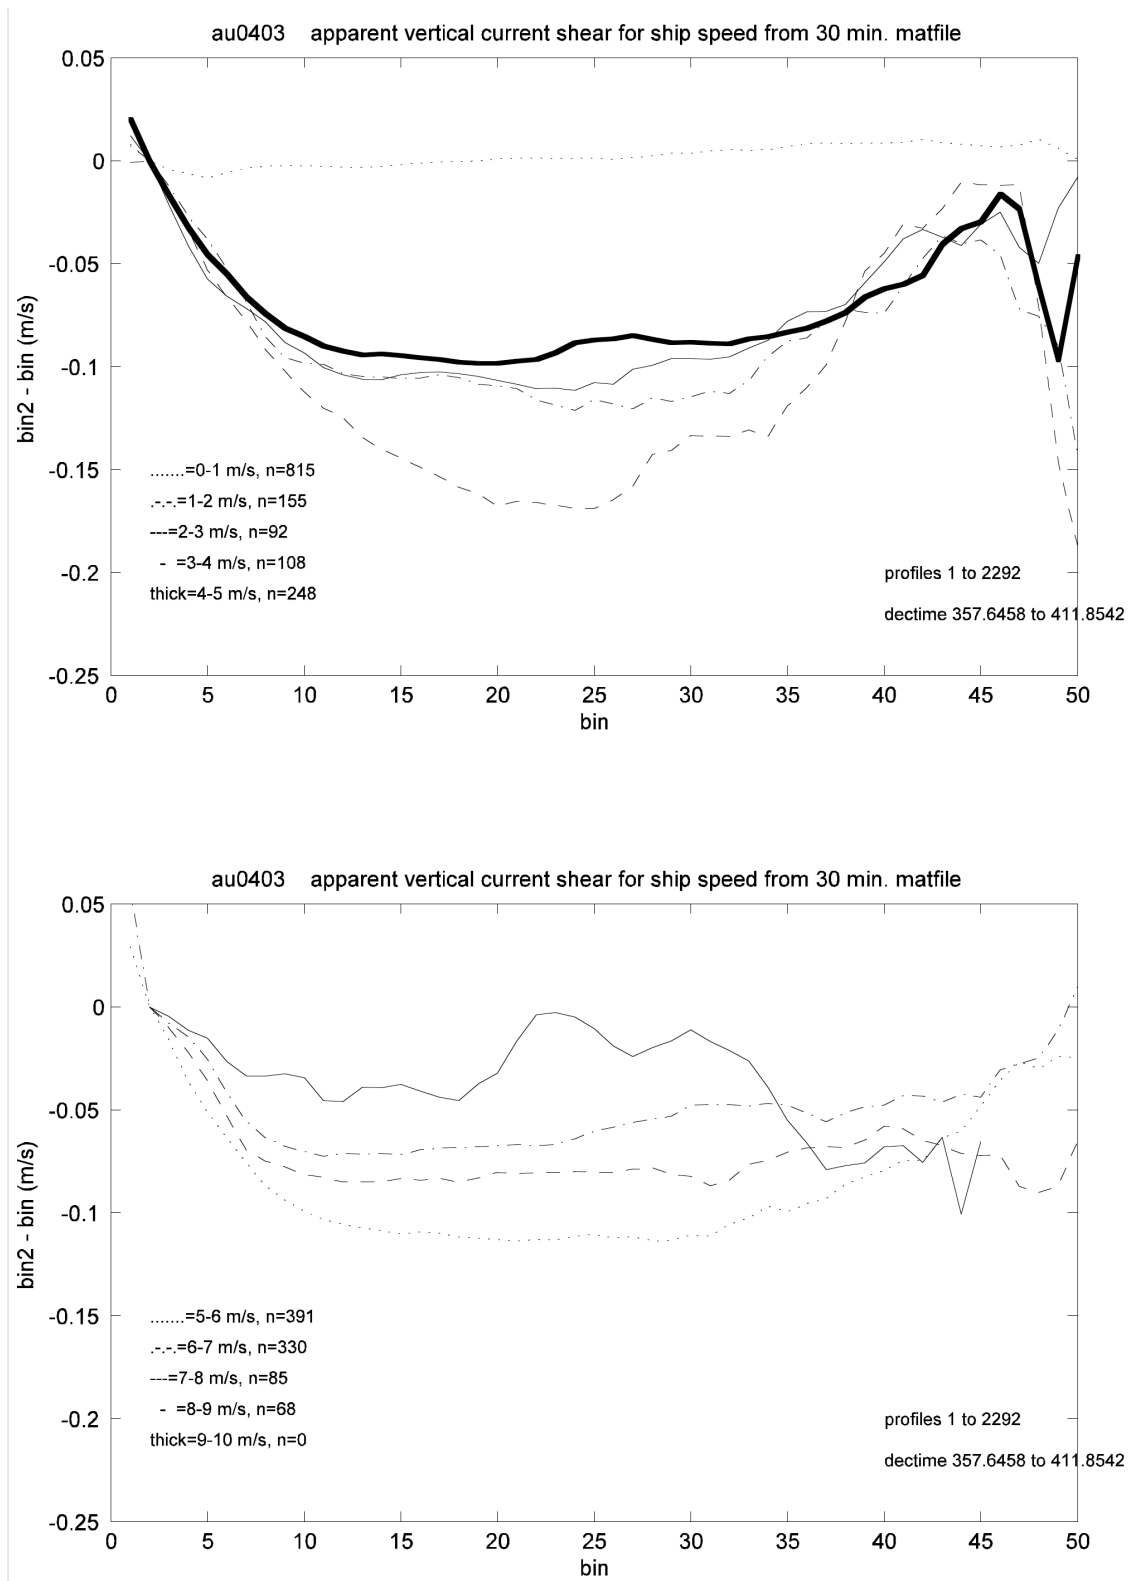 au0403 apparent vertical current shear for ship speed from 30 min. matfile
0.05
0
-0.05
-0.1
-0.15
-0.2
-0.25
bin2 - bin (m/s)
.......=0-1 m/s, n=815
.-.-.=1-2 m/s, n=155
---=2-3 m/s, n=92
- =3-4 m/s, n=108
thick=4-5 m/s, n=248
profiles 1 to 2292
dectime 357.6458 to 411.8542
0 5 10 15 20 25 30 35 40 45 50
bin
au0403 apparent vertical current shear for ship speed from 30 min. matfile
0.05
0
-0.05
-0.1
-0.15
-0.2
-0.25
bin2 - bin (m/s)
.......=5-6 m/s, n=391
.-.-.=6-7 m/s, n=330
---=7-8 m/s, n=85
- =8-9 m/s, n=68
thick=9-10 m/s, n=0
profiles 1 to 2292
dectime 357.6458 to 411.8542
0 5 10 15 20 25 30 35 40 45 50
bin